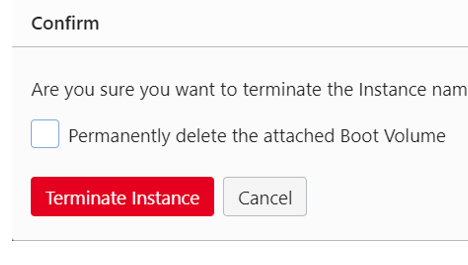 Confirm
Are you sure you want to terminate the Instance nam
Permanently delete the attached Boot Volume
Terminate Instance
Cancel